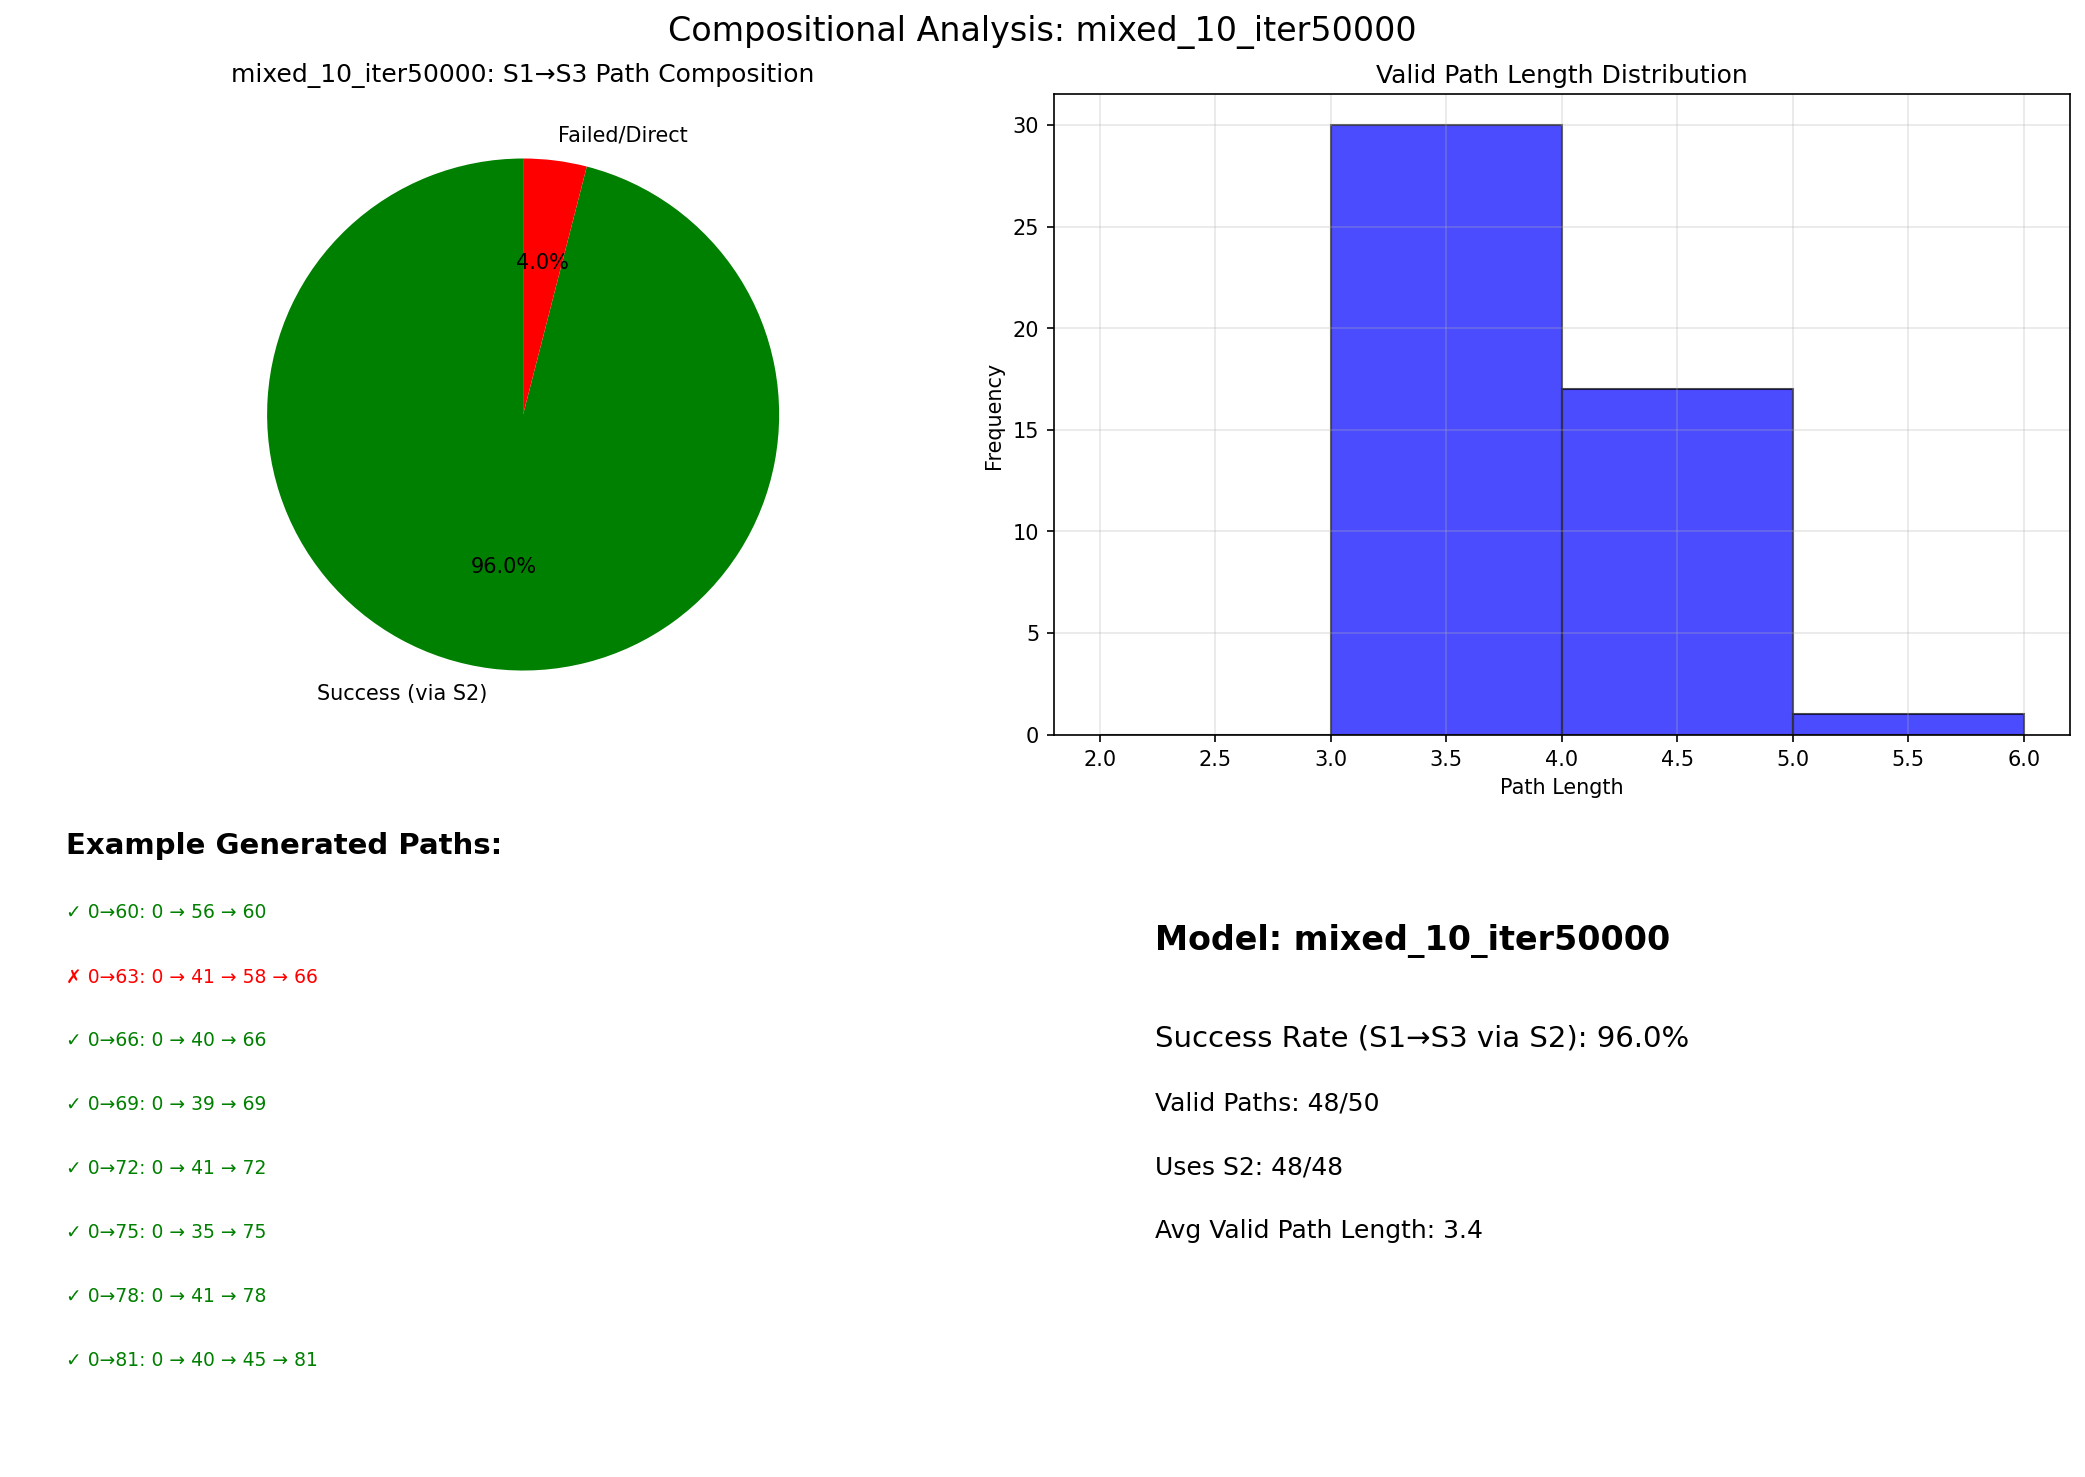 Compositional Analysis: mixed_10_iter50000
mixed_10_iter50000: S1→S3 Path Composition
Failed/Direct
4.0%
96.0%
Success (via S2)
Valid Path Length Distribution
30
25
20
15
10
5
0
Frequency
2.0 2.5 3.0 3.5 4.0 4.5 5.0 5.5 6.0
Path Length
Example Generated Paths:
✓ 0→60: 0 → 56 → 60
✗ 0→63: 0 → 41 → 58 → 66
✓ 0→66: 0 → 40 → 66
✓ 0→69: 0 → 39 → 69
✓ 0→72: 0 → 41 → 72
✓ 0→75: 0 → 35 → 75
✓ 0→78: 0 → 41 → 78
✓ 0→81: 0 → 40 → 45 → 81
Model: mixed_10_iter50000
Success Rate (S1→S3 via S2): 96.0%
Valid Paths: 48/50
Uses S2: 48/48
Avg Valid Path Length: 3.4